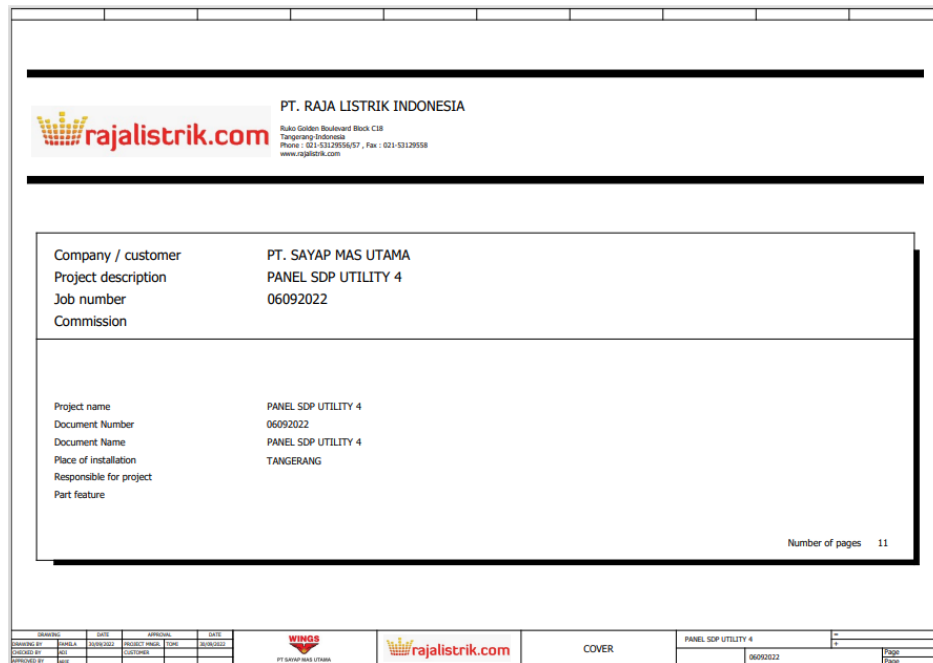 rajalistrik.com
PT. RAJA LISTRIK INDONESIA
Ruko Golden Boulevard Block C18
Tangerang-Indonesia
Phone : 021-53129556/57 , Fax : 021-53129558
www.rajalistrik.com
Company / customer PT. SAYAP MAS UTAMA
Project description PANEL SDP UTILITY 4
Job number 06092022
Commission
Project name PANEL SDP UTILITY 4
Document Number 06092022
Document Name PANEL SDP UTILITY 4
Place of installation TANGERANG
Responsible for project
Part feature
Number of pages 11
DRAWING DATE APPROVAL DATE
DRAWING BY FAMILA 20/09/2022 PROJECT MNGR. TOMI 20/09/2022
CHECKED BY ADI CUSTOMER
APPROVED BY
WINGS
PT SAYAP MAS UTAMA
rajalistrik.com
COVER
PANEL SDP UTILITY 4
06092022
=
+
Page
Page